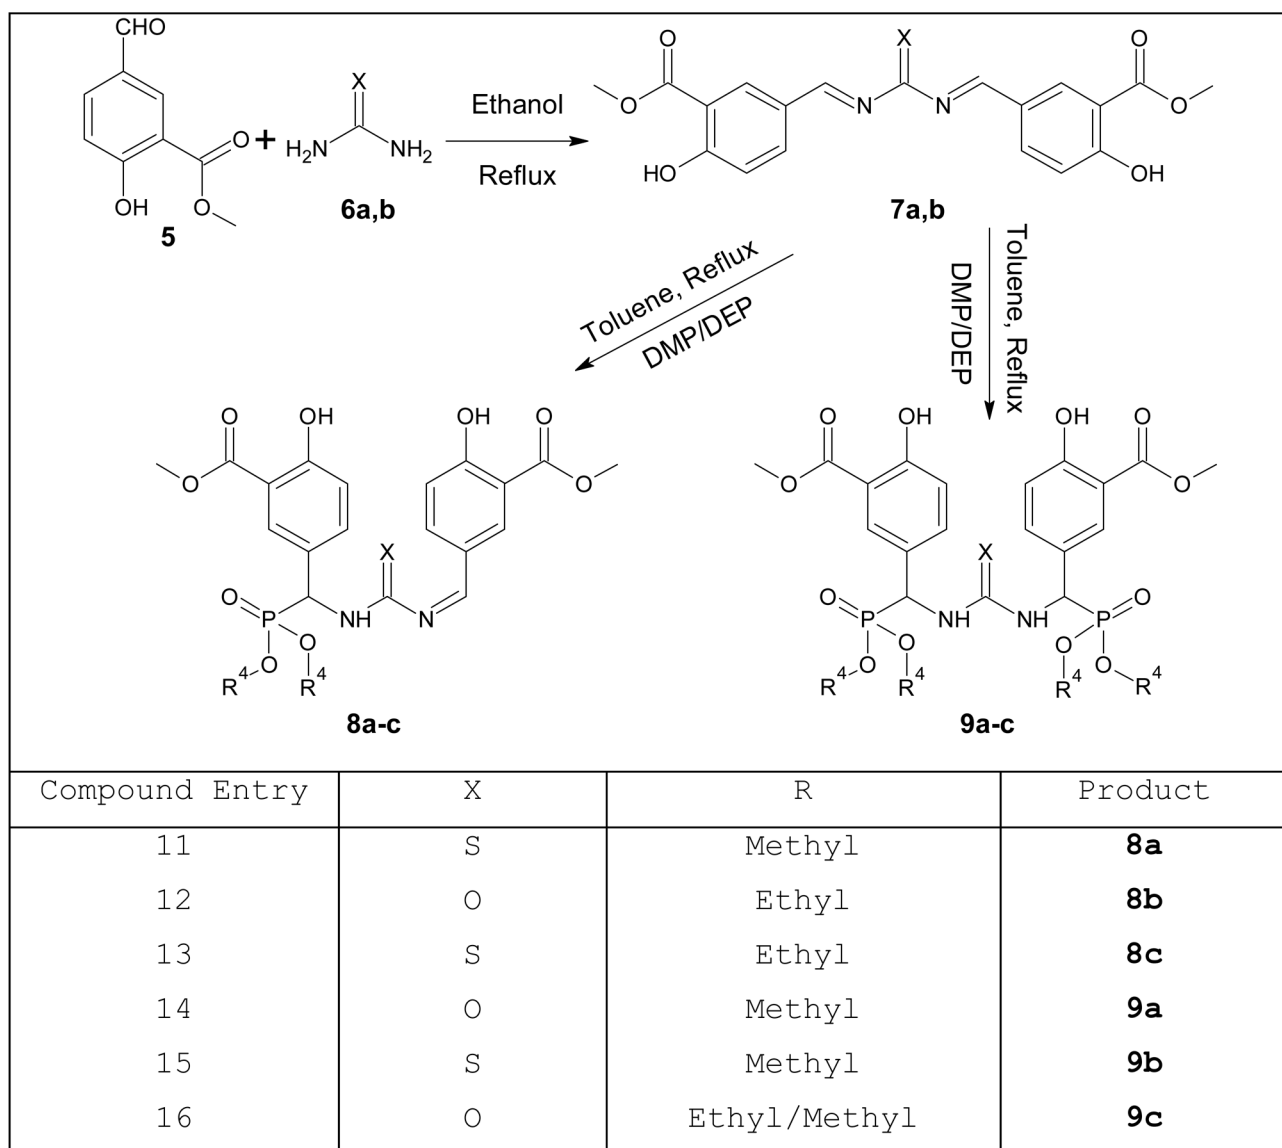 CHO
O
O
OH
5
+
X
H2N
NH2
6a,b
Ethanol
Reflux
O
O
HO
N
X
N
O
O
OH
7a,b
Toluene, Reflux
DMP/DEP
Toluene, Reflux
DMP/DEP
O
OH
O
OH
O
O
X
O
P
NH
N
O
O
R4
R4
8a-c
O
OH
O
OH
O
O
X
O
P
NH
NH
P
O
O
O
O
O
R4
R4
R4
R4
9a-c
Compound Entry X R Product
11 S Methyl 8a
12 O Ethyl 8b
13 S Ethyl 8c
14 O Methyl 9a
15 S Methyl 9b
16 O Ethyl/Methyl 9c